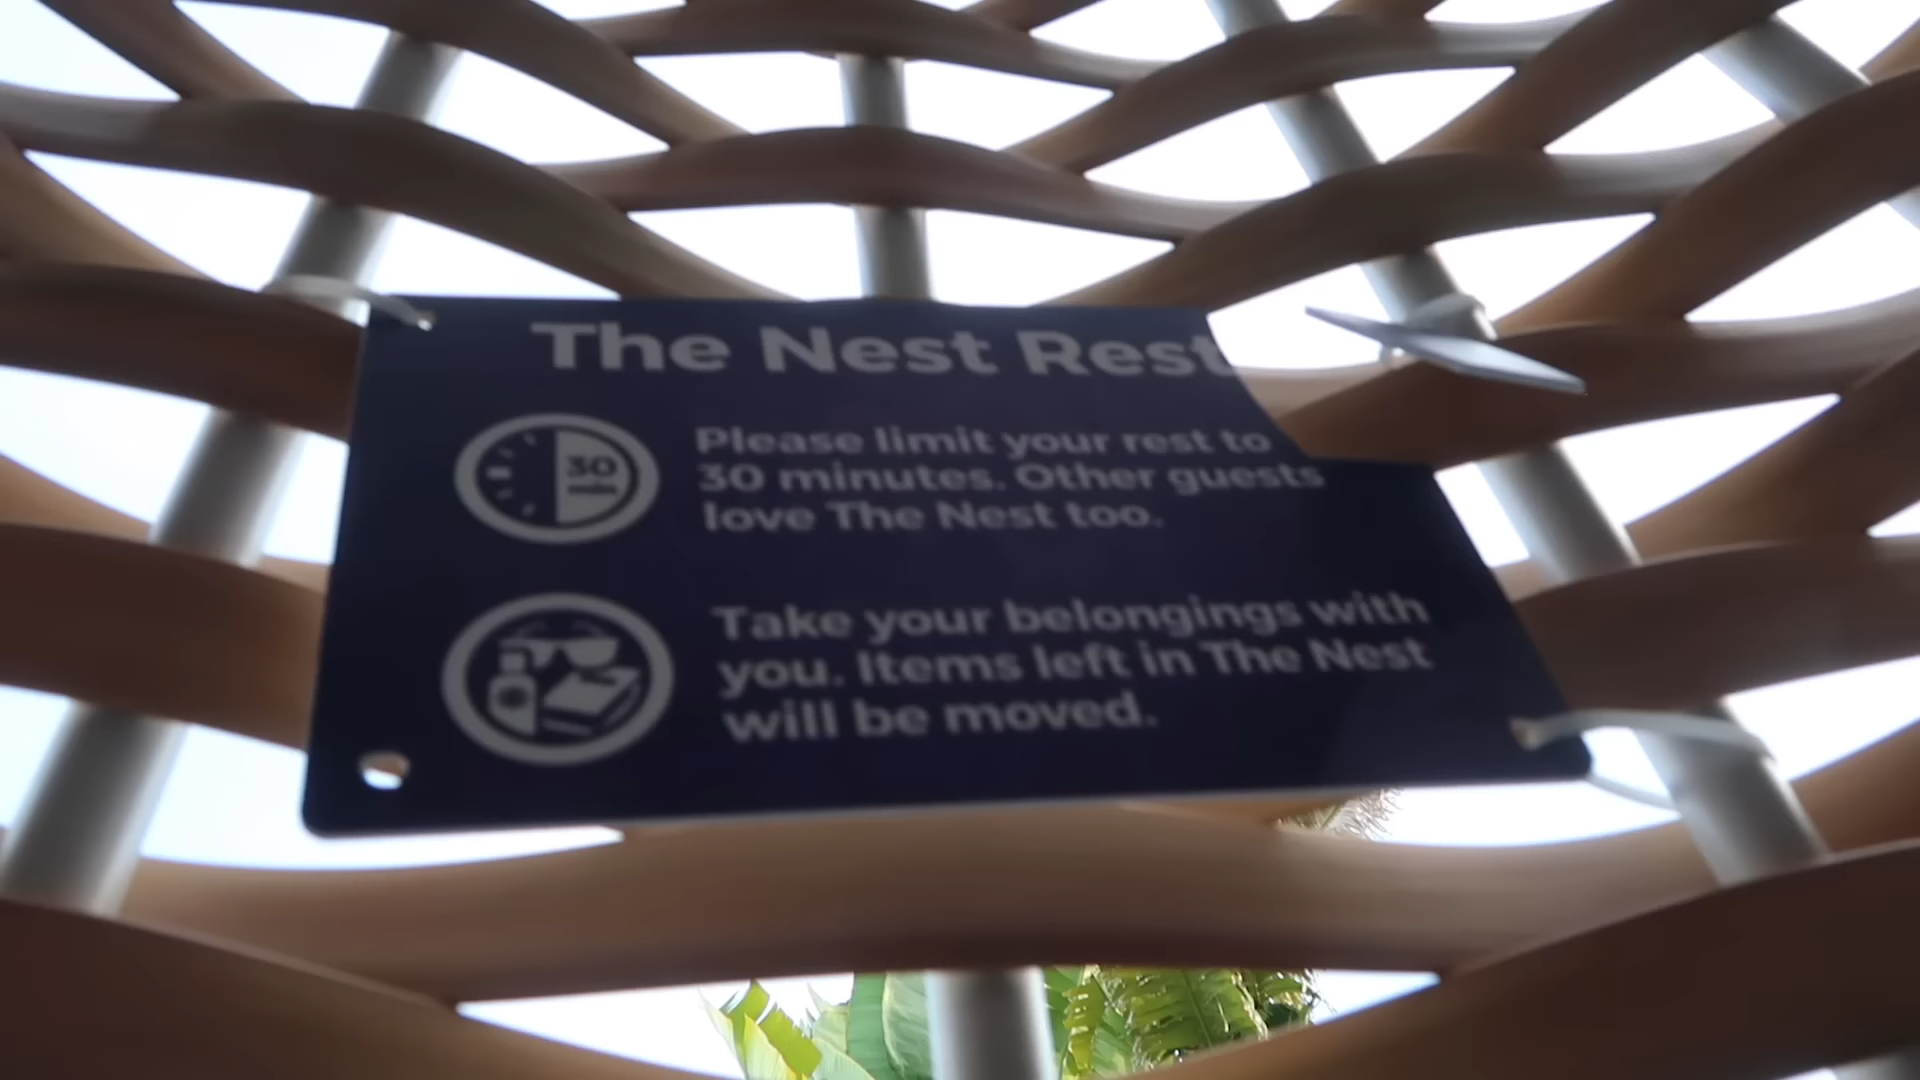 The Nest Rest
30
Please limit your rest to
30 minutes. Other guests
love The Nest too.
Take your belongings with
you. Items left in The Nest
will be moved.